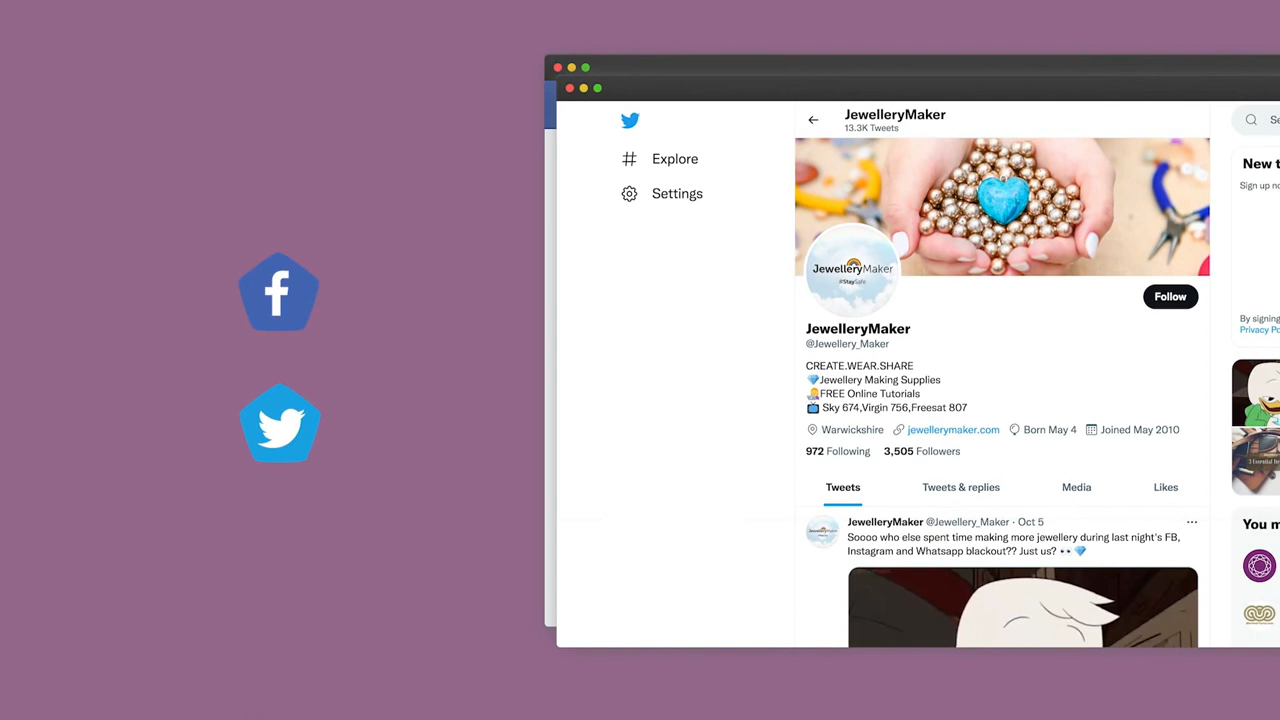 JewelleryMaker
13.3K Tweets
Explore
Settings
JewelleryMaker
#StaySafe
Follow
JewelleryMaker
@Jewellery_Maker
CREATE.WEAR.SHARE
Jewellery Making Supplies
FREE Online Tutorials
Sky 674,Virgin 756,Freesat 807
Warwickshire jewellerymaker.com Born May 4 Joined May 2010
972 Following 3,505 Followers
Tweets Tweets & replies Media Likes
JewelleryMaker @Jewellery_Maker · Oct 5 ...
Soooo who else spent time making more jewellery during last night's FB,
Instagram and Whatsapp blackout?? Just us?
Se
New t
Sign up no
By signing
Privacy Po
You m